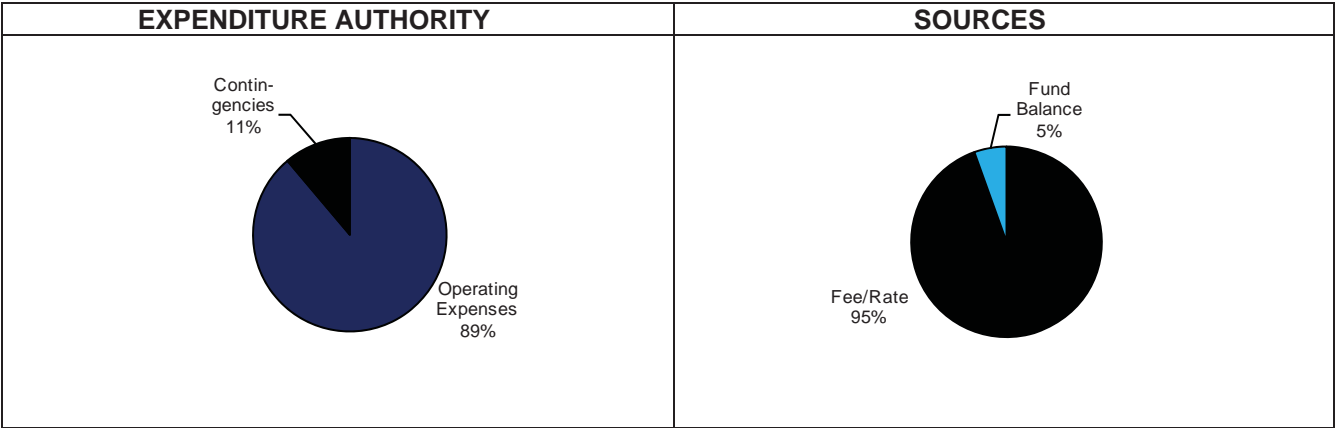 EXPENDITURE AUTHORITY
Contin-
gencies
11%
Operating
Expenses
89%
SOURCES
Fund
Balance
5%
Fee/Rate
95%